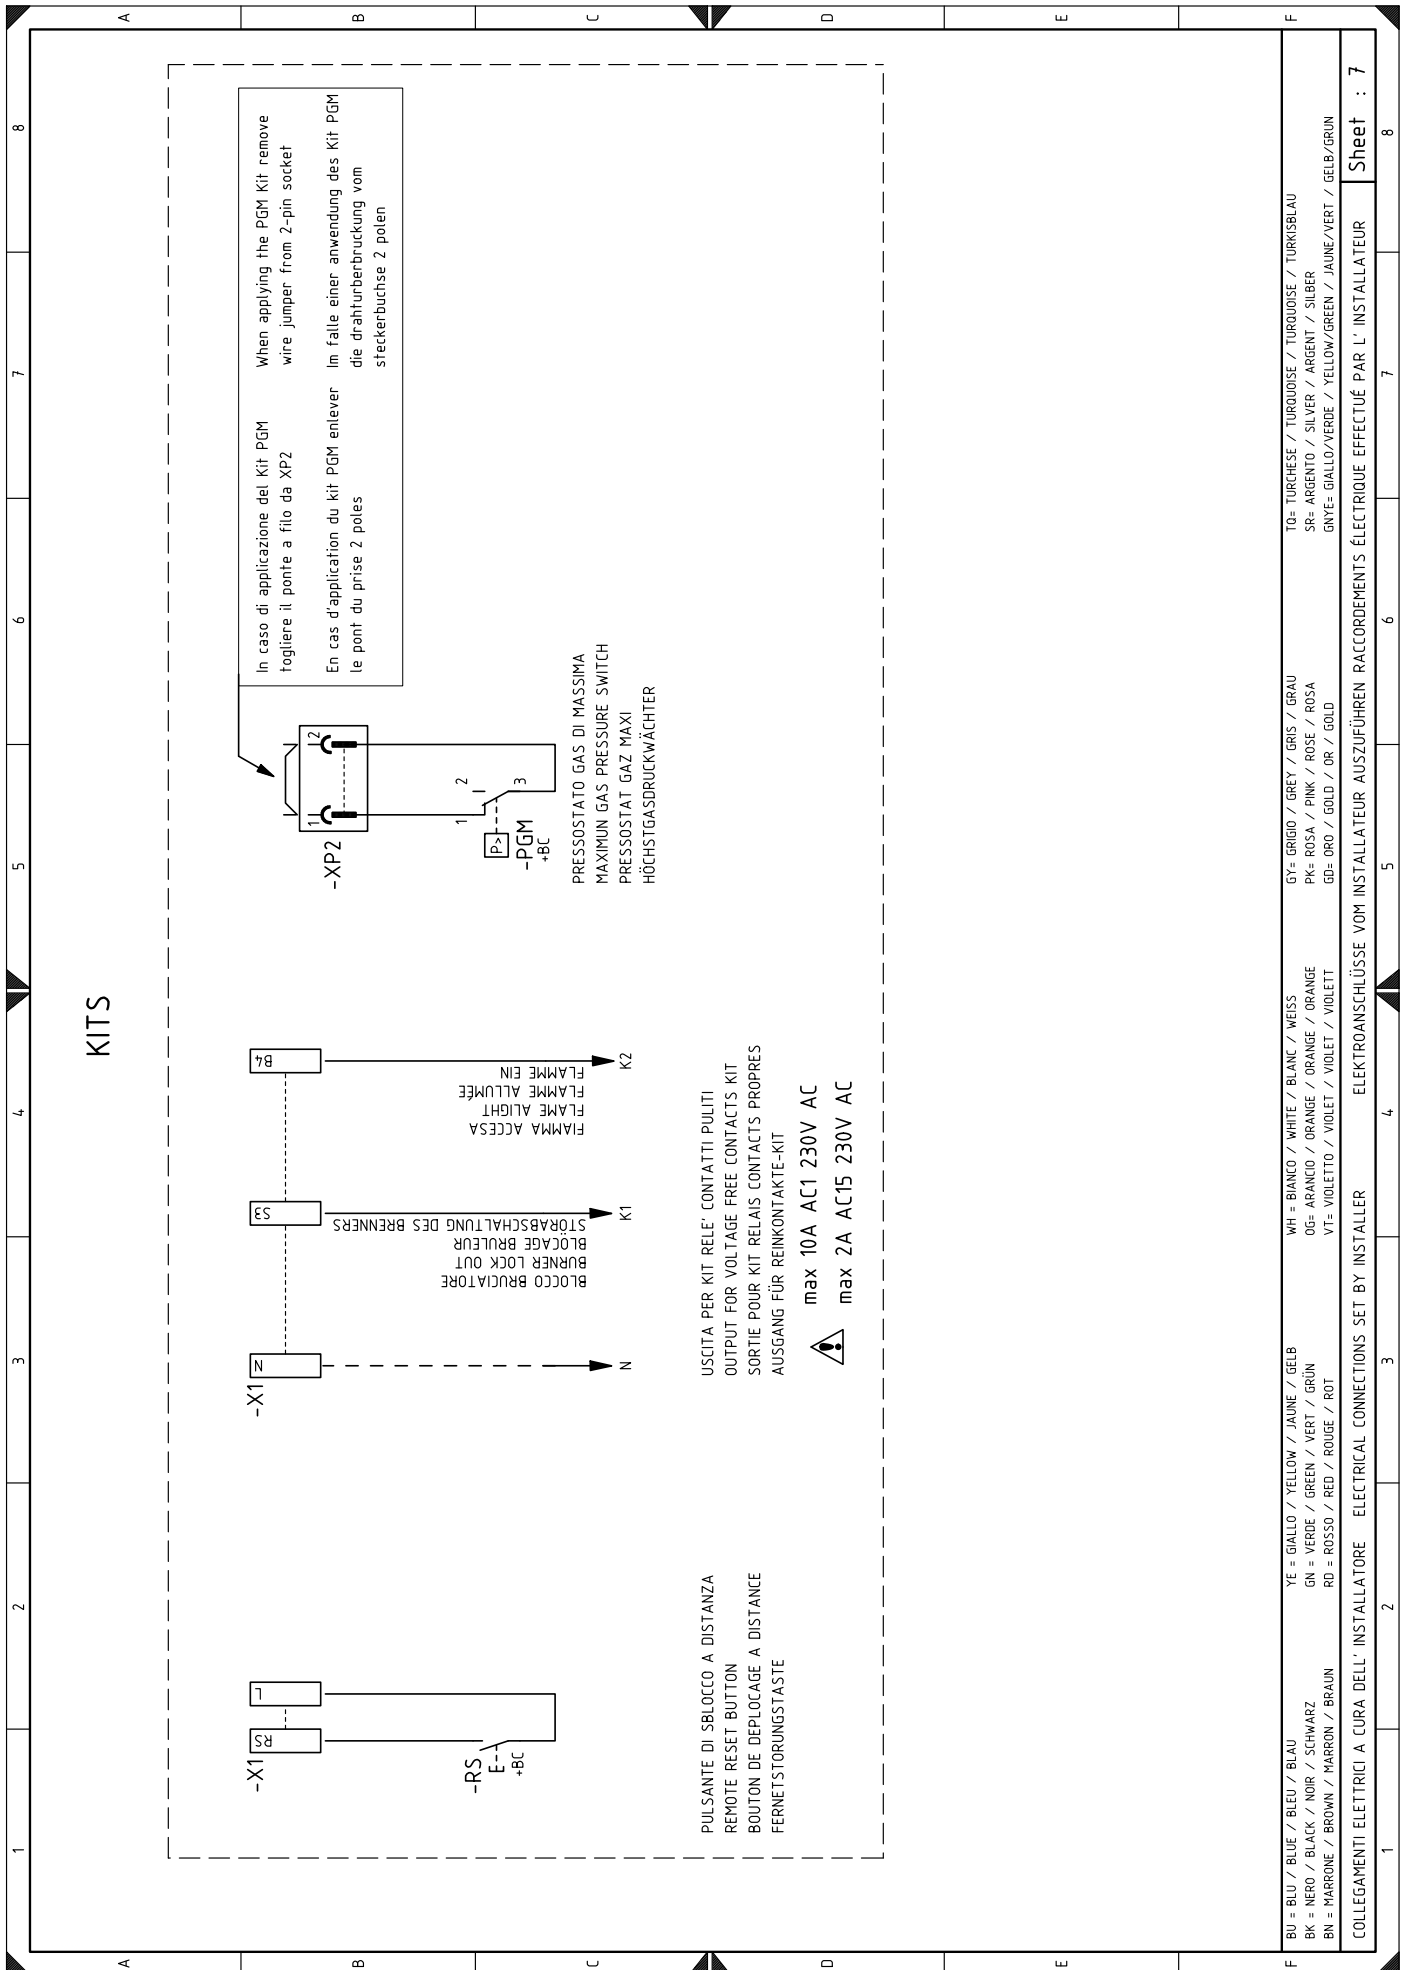 1 2 3 4 5 6 7 8
A
B
C
D
E
F
KITS
-X1
RS
L
-RS
E
+BC
PULSANTE DI SBLOCCO A DISTANZA
REMOTE RESET BUTTON
BOUTON DE DEPLOCAGE A DISTANCE
FERNETSTORUNGSTASTE
-X1
N
S3
B4
BLOCCO BRUCIATORE
BURNER LOCK OUT
BLOCAGE BRULEUR
STÖRABSCHALTUNG DES BRENNERS
FIAMMA ACCESA
FLAME ALIGHT
FLAMME ALLUMÉE
FLAMME EIN
N
K1
K2
USCITA PER KIT RELE' CONTATTI PULITI
OUTPUT FOR VOLTAGE FREE CONTACTS KIT
SORTIE POUR KIT RELAIS CONTACTS PROPRES
AUSGANG FÜR REINKONTAKTE-KIT
max 10A AC1 230V AC
max 2A AC15 230V AC
-XP2
1
2
1
2
3
P>
-PGM
+BC
PRESSOSTATO GAS DI MASSIMA
MAXIMUN GAS PRESSURE SWITCH
PRESSOSTAT GAZ MAXI
HÖCHSTGASDRUCKWÄCHTER
In caso di applicazione del Kit PGM
togliere il ponte a filo da XP2
When applying the PGM Kit remove
wire jumper from 2-pin socket
En cas d'application du kit PGM enlever
le pont du prise 2 poles
Im falle einer anwendung des Kit PGM
die drahturberbruckung vom
steckerbuchse 2 polen
BU = BLU / BLUE / BLEU / BLAU
BK = NERO / BLACK / NOIR / SCHWARZ
BN = MARRONE / BROWN / MARRON / BRAUN
YE = GIALLO / YELLOW / JAUNE / GELB
GN = VERDE / GREEN / VERT / GRÜN
RD = ROSSO / RED / ROUGE / ROT
WH = BIANCO / WHITE / BLANC / WEISS
OG= ARANCIO / ORANGE / ORANGE / ORANGE
VT= VIOLETTO / VIOLET / VIOLET / VIOLETT
GY= GRIGIO / GREY / GRIS / GRAU
PK= ROSA / PINK / ROSE / ROSA
GD= ORO / GOLD / OR / GOLD
TQ= TURCHESE / TURQUOISE / TURQUOISE / TURKISBLAU
SR= ARGENTO / SILVER / ARGENT / SILBER
GNYE= GIALLO/VERDE / YELLOW/GREEN / JAUNE/VERT / GELB/GRUN
COLLEGAMENTI ELETTRICI A CURA DELL' INSTALLATORE ELECTRICAL CONNECTIONS SET BY INSTALLER ELEKTROANSCHLÜSSE VOM INSTALLATEUR AUSZUFÜHREN RACCORDEMENTS ÉLECTRIQUE EFFECTUÉ PAR L' INSTALLATEUR
Sheet : 7
1 2 3 4 5 6 7 8
A
B
C
D
E
F